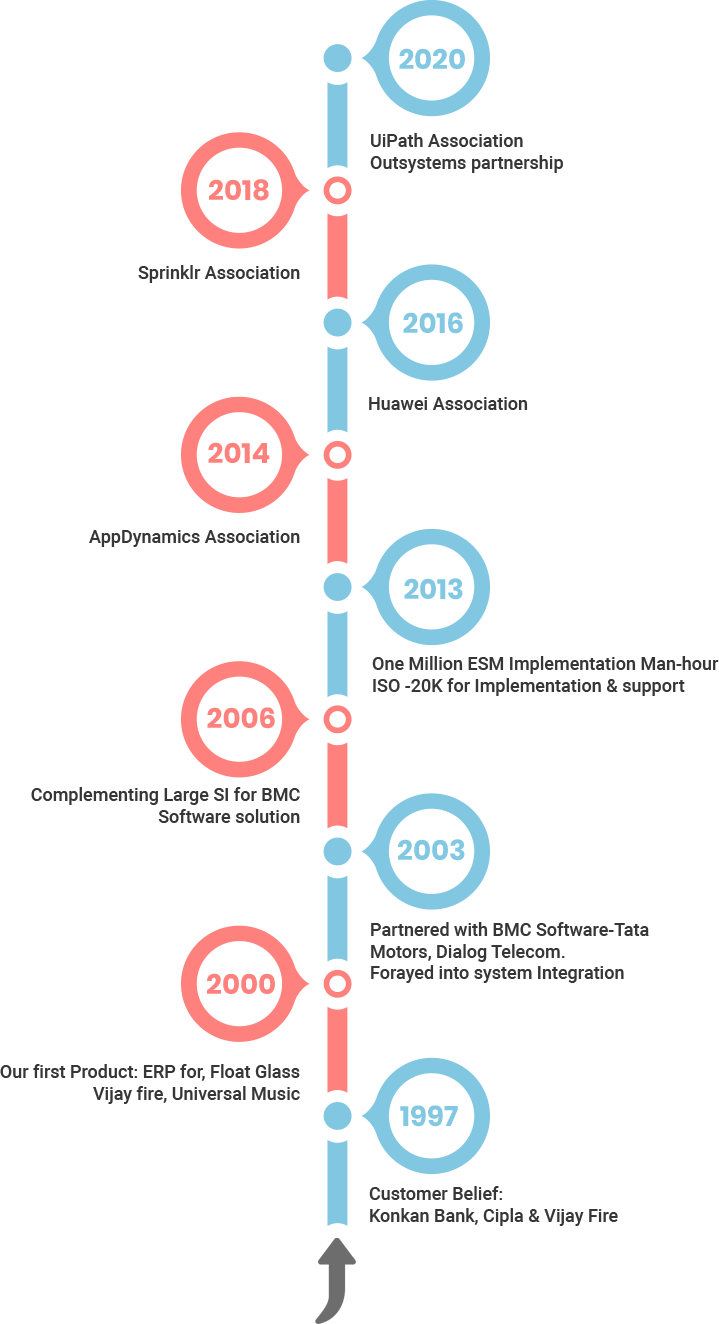 2020
UiPath Association
Outsystems partnership
2018
Sprinklr Association
2016
Huawei Association
2014
AppDynamics Association
2013
One Million ESM Implementation Man-hour
ISO -20K for Implementation & support
2006
Complementing Large SI for BMC
Software solution
2003
Partnered with BMC Software-Tata
Motors, Dialog Telecom.
Forayed into system Integration
2000
Our first Product: ERP for, Float Glass
Vijay fire, Universal Music
1997
Customer Belief:
Konkan Bank, Cipla & Vijay Fire